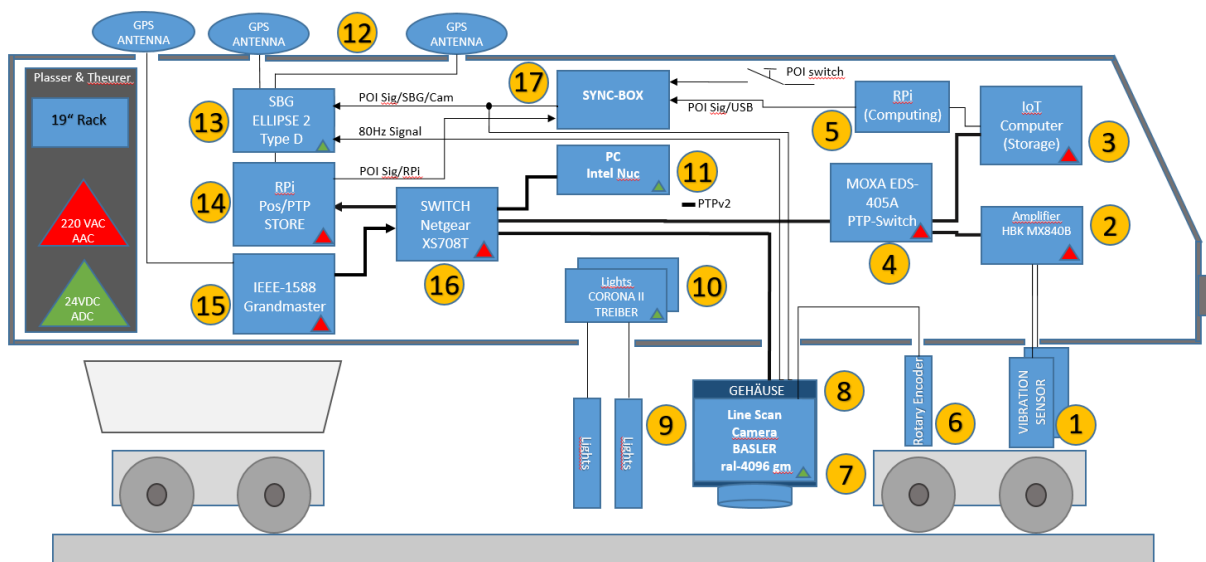 GPS
ANTENNA
GPS
ANTENNA
12
GPS
ANTENNA
Plasser & Theurer
19“ Rack
220 VAC
AAC
24VDC
ADC
13
SBG
ELLIPSE 2
Type D
POI Sig/SBG/Cam
80Hz Signal
POI Sig/RPi
17
SYNC-BOX
POI switch
POI Sig/USB
5
RPi
(Computing)
IoT
Computer
(Storage)
3
14
RPi
Pos/PTP
STORE
SWITCH
Netgear
XS708T
16
PC
Intel Nuc
11
PTPv2
MOXA EDS-
405A
PTP-Switch
4
Amplifier
HBK MX840B
2
15
IEEE-1588
Grandmaster
Lights
CORONA II
TREIBER
10
Lights
Lights
9
GEHÄUSE
8
Line Scan
Camera
BASLER
ral-4096 gm
7
Rotary Encoder
6
VIBRATION
SENSOR
1